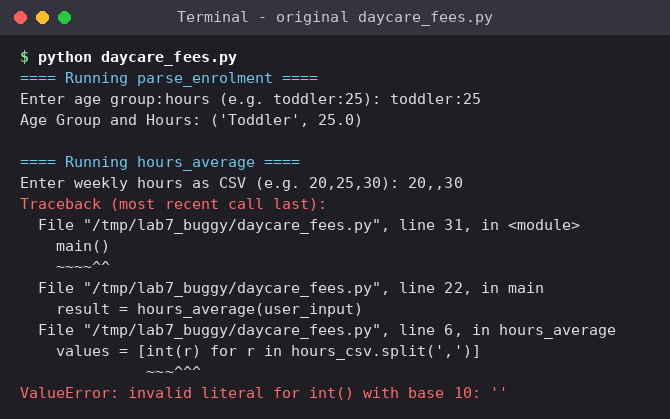 Terminal - original daycare_fees.py
$ python daycare_fees.py
==== Running parse_enrolment ====
Enter age group:hours (e.g. toddler:25): toddler:25
Age Group and Hours: ('Toddler', 25.0)

==== Running hours_average ====
Enter weekly hours as CSV (e.g. 20,25,30): 20,,30
Traceback (most recent call last):
  File "/tmp/lab7_buggy/daycare_fees.py", line 31, in <module>
    main()
    ~~~~^^
  File "/tmp/lab7_buggy/daycare_fees.py", line 22, in main
    result = hours_average(user_input)
  File "/tmp/lab7_buggy/daycare_fees.py", line 6, in hours_average
    values = [int(r) for r in hours_csv.split(',')]
              ~~~^^^
ValueError: invalid literal for int() with base 10: ''